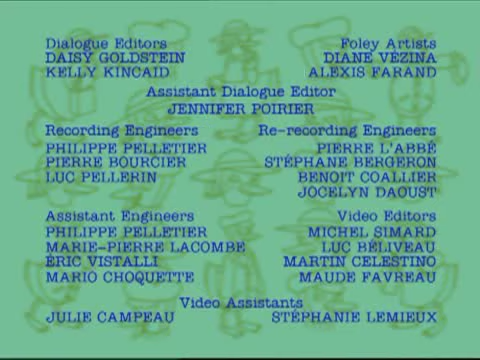 Dialogue Editors
DAISY GOLDSTEIN
KELLY KINCAID
Foley Artists
DIANE VÉZINA
ALEXIS FARAND
Assistant Dialogue Editor
JENNIFER POIRIER
Recording Engineers
PHILIPPE PELLETIER
PIERRE BOURCIER
LUC PELLERIN
Re-recording Engineers
PIERRE L'ABBÉ
STÉPHANE BERGERON
BENOIT COALLIER
JOCELYN DAOUST
Assistant Engineers
PHILIPPE PELLETIER
MARIE-PIERRE LACOMBE
ÉRIC VISTALLI
MARIO CHOQUETTE
Video Editors
MICHEL SIMARD
LUC BÉLIVEAU
MARTIN CELESTINO
MAUDE FAVREAU
Video Assistants
JULIE CAMPEAU
STÉPHANIE LEMIEUX